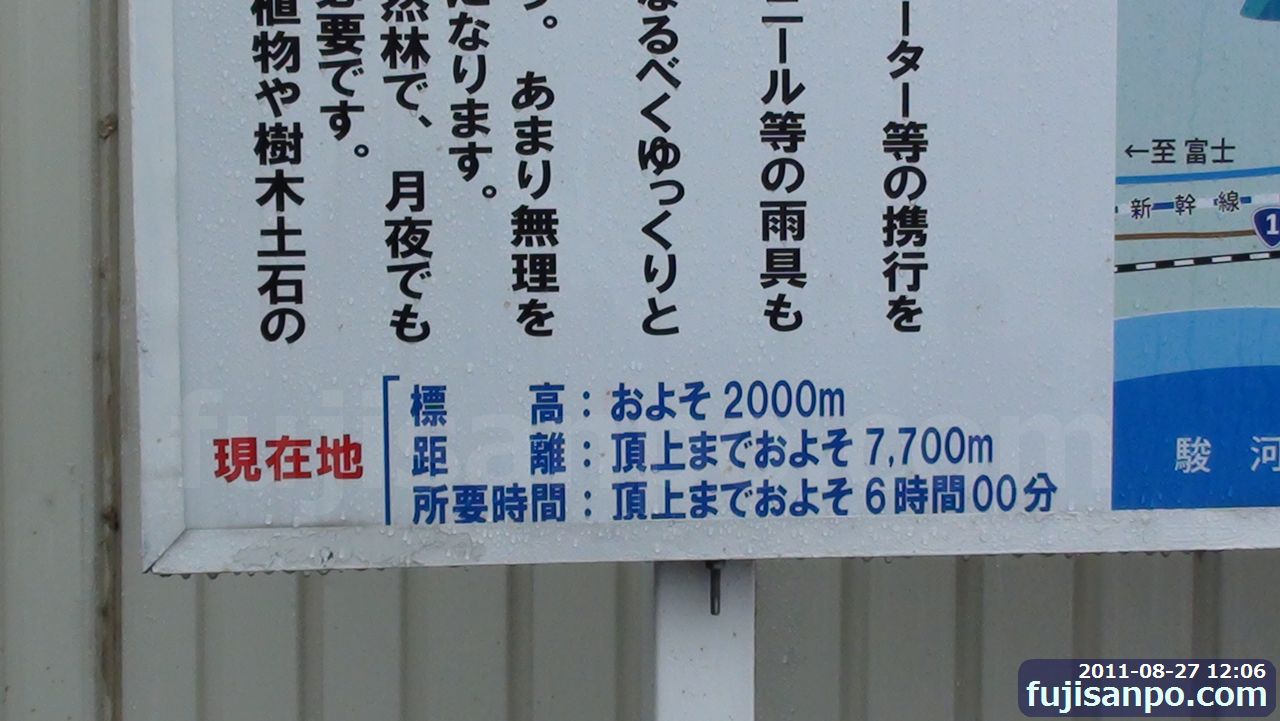 ーター等の携行を
ニール等の雨具も
なるべくゆっくりと
す。あまり無理を
になります。
然林で、月夜でも
必要です。
植物や樹木土石の
現在地
標高：およそ2000m
距離：頂上までおよそ7,700m
所要時間：頂上までおよそ6時間00分
←至富士
新幹線
1
駿河
2011-08-27 12:06
fujisanpo.com